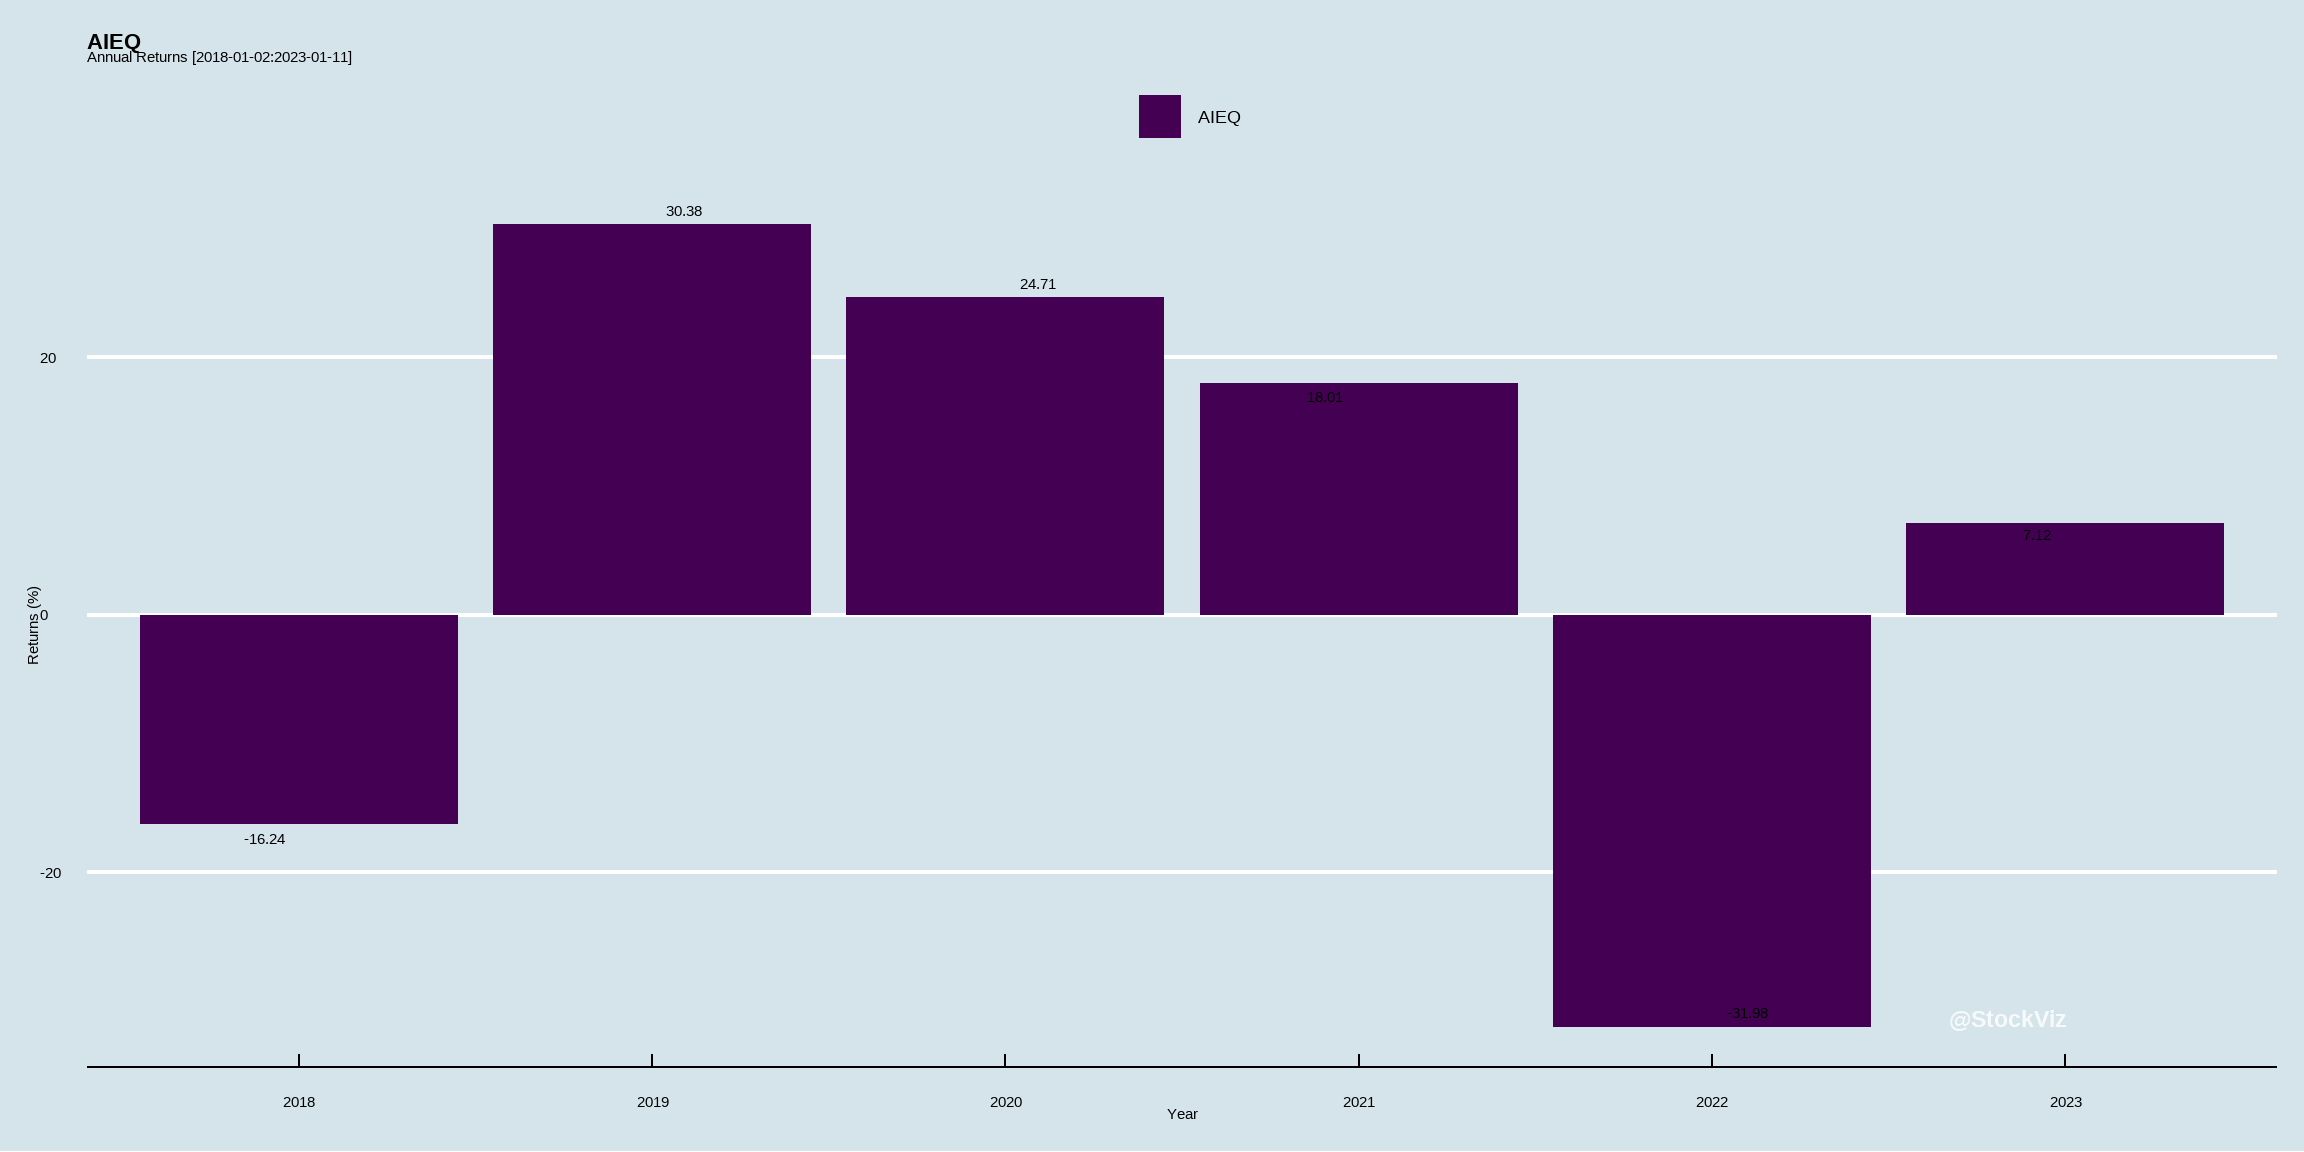 AIEQ
Annual Returns [2018-01-02:2023-01-11]
AIEQ
30.38
24.71
20
18.01
7.12
Returns (%)
0
-16.24
-20
-31.98
@StockViz
2018 2019 2020 2021 2022 2023
Year